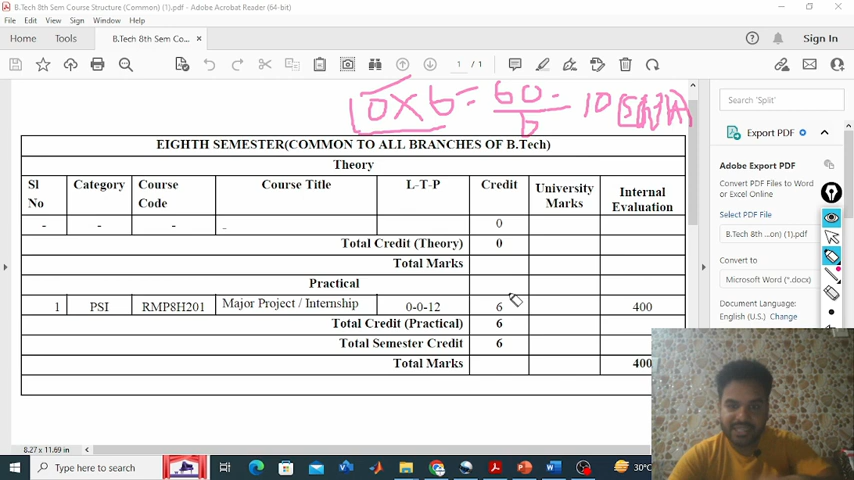 B.Tech 8th Sem Course Structure (Common) (1).pdf - Adobe Acrobat Reader (64-bit)
File Edit View Sign Window Help
Home Tools B.Tech 8th Sem Co... × Sign In
1 / 1
10 × 6 = 60 = 10
6
EIGHTH SEMESTER(COMMON TO ALL BRANCHES OF B.Tech)
Theory
Sl No Category Course Code Course Title L-T-P Credit University Marks Internal Evaluation
- - - - 0
Total Credit (Theory) 0
Total Marks
Practical
1 PSI RMP8H201 Major Project / Internship 0-0-12 6 400
Total Credit (Practical) 6
Total Semester Credit 6
Total Marks 400
8.27 x 11.69 in
Search 'Split'
Export PDF
Adobe Export PDF
Convert PDF Files to Word
or Excel Online
Select PDF File
B.Tech 8th ...on) (1).pdf
Convert to
Microsoft Word (*.docx)
Document Language:
English (U.S.) Change
Type here to search
30°C